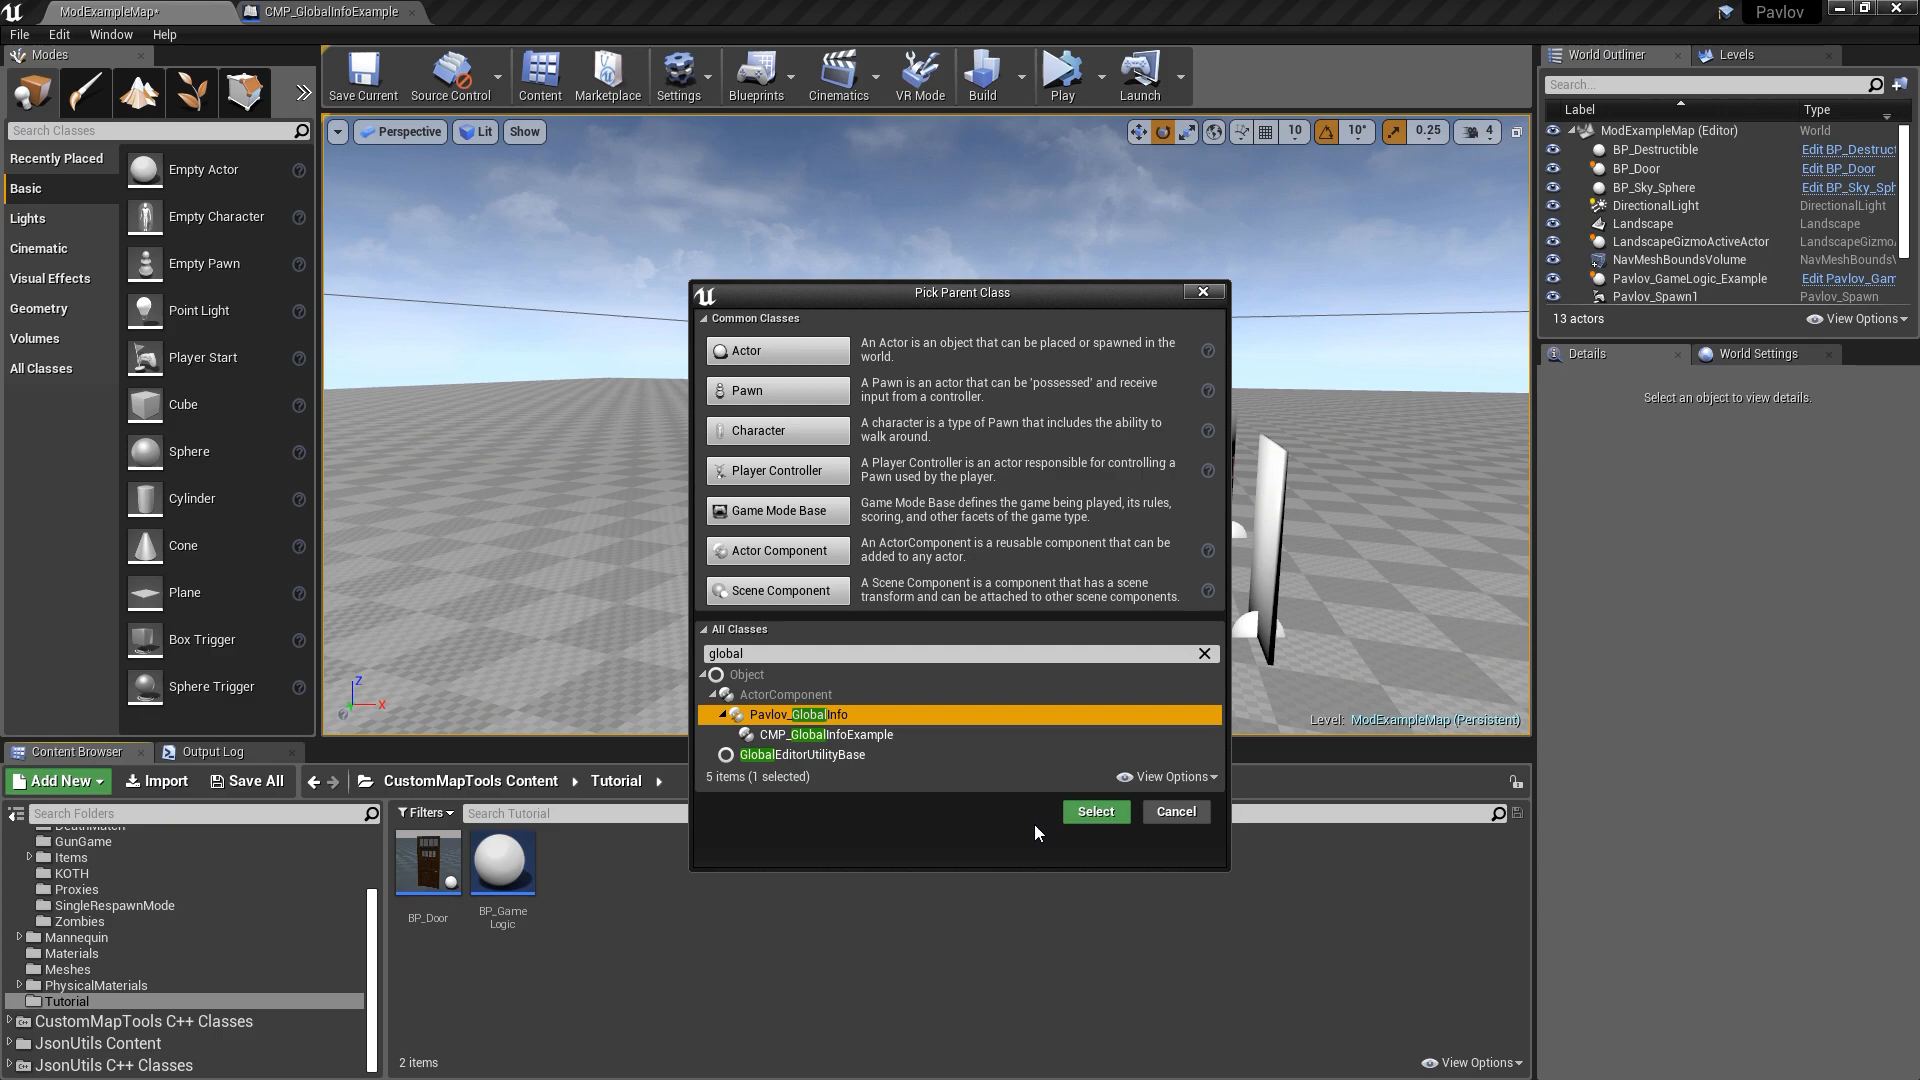 ModExampleMap*
CMP_GlobalInfoExample
Pavlov
File Edit Window Help
Modes
Search Classes
Recently Placed
Basic
Lights
Cinematic
Visual Effects
Geometry
Volumes
All Classes
Empty Actor
Empty Character
Empty Pawn
Point Light
Player Start
Cube
Sphere
Cylinder
Cone
Plane
Box Trigger
Sphere Trigger
Save Current
Source Control
Content
Marketplace
Settings
Blueprints
Cinematics
VR Mode
Build
Play
Launch
Perspective
Lit
Show
10
10°
0.25
4
Z
X
Level: ModExampleMap (Persistent)
Pick Parent Class
Common Classes
Actor
An Actor is an object that can be placed or spawned in the
world.
Pawn
A Pawn is an actor that can be 'possessed' and receive
input from a controller.
Character
A character is a type of Pawn that includes the ability to
walk around.
Player Controller
A Player Controller is an actor responsible for controlling a
Pawn used by the player.
Game Mode Base
Game Mode Base defines the game being played, its rules,
scoring, and other facets of the game type.
Actor Component
An ActorComponent is a reusable component that can be
added to any actor.
Scene Component
A Scene Component is a component that has a scene
transform and can be attached to other scene components.
All Classes
global
Object
ActorComponent
Pavlov_GlobalInfo
CMP_GlobalInfoExample
GlobalEditorUtilityBase
5 items (1 selected)
View Options
Select
Cancel
World Outliner
Levels
Search...
Label Type
ModExampleMap (Editor) World
BP_Destructible Edit BP_Destruct
BP_Door Edit BP_Door
BP_Sky_Sphere Edit BP_Sky_Sph
DirectionalLight DirectionalLight
Landscape Landscape
LandscapeGizmoActiveActor LandscapeGizmo
NavMeshBoundsVolume NavMeshBounds
Pavlov_GameLogic_Example Edit Pavlov_Gam
Pavlov_Spawn1 Pavlov_Spawn
13 actors
View Options
Details
World Settings
Select an object to view details.
Content Browser
Output Log
Add New
Import
Save All
CustomMapTools Content
Tutorial
Search Folders
DeathMatch
GunGame
Items
KOTH
Proxies
SingleRespawnMode
Zombies
Mannequin
Materials
Meshes
PhysicalMaterials
Tutorial
CustomMapTools C++ Classes
JsonUtils Content
JsonUtils C++ Classes
Filters
Search Tutorial
BP_Door
BP_Game
Logic
2 items
View Options